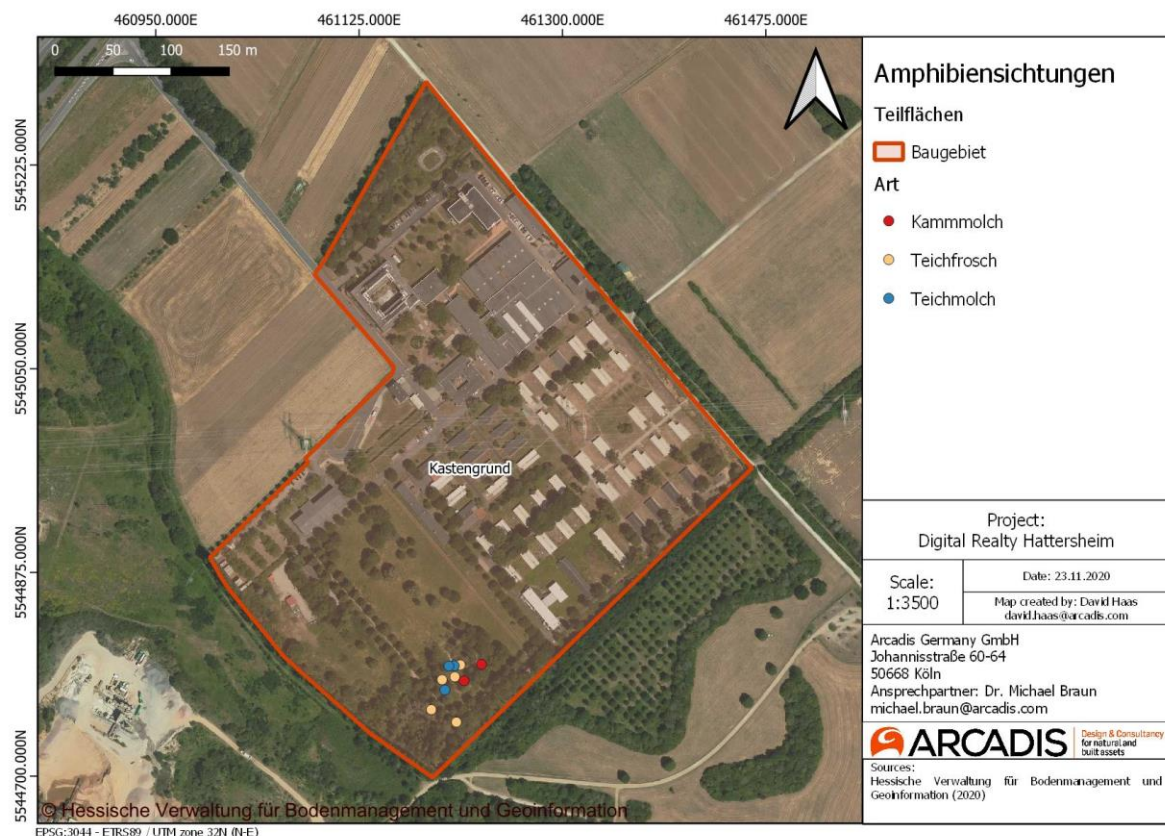 460950.000E 461125.000E 461300.000E 461475.000E
0 50 100 150 m
5545225.000N
5545050.000N
5544875.000N
5544700.000N
Kastengrund
© Hessische Verwaltung für Bodenmanagement und Geoinformation
EPSG:3044 - ETRS89 / UTM zone 32N (N-E)
Amphibiensichtungen
Teilflächen
Baugebiet
Art
Kammmolch
Teichfrosch
Teichmolch
Project:
Digital Realty Hattersheim
Scale:
1:3500
Date: 23.11.2020
Map created by: David Haas
david.haas@arcadis.com
Arcadis Germany GmbH
Johannisstraße 60-64
50668 Köln
Ansprechpartner: Dr. Michael Braun
michael.braun@arcadis.com
ARCADIS
Design & Consultancy
for natural and
built assets
Sources:
Hessische Verwaltung für Bodenmanagement und
Geoinformation (2020)